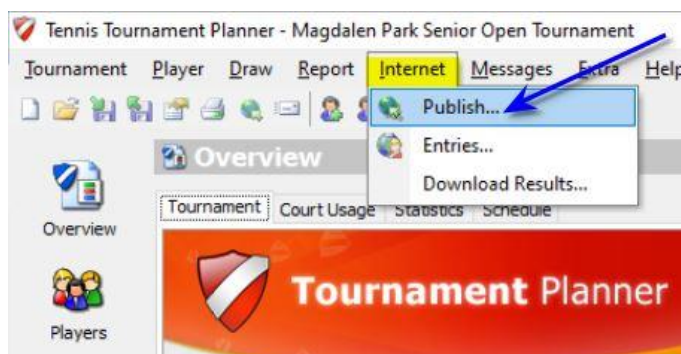 Tennis Tournament Planner - Magdalen Park Senior Open Tournament
Tournament Player Draw Report Internet Messages Extra Help
Publish...
Entries...
Download Results...
Overview
Tournament Court Usage Statistics Schedule
Overview
Tournament Planner
Players